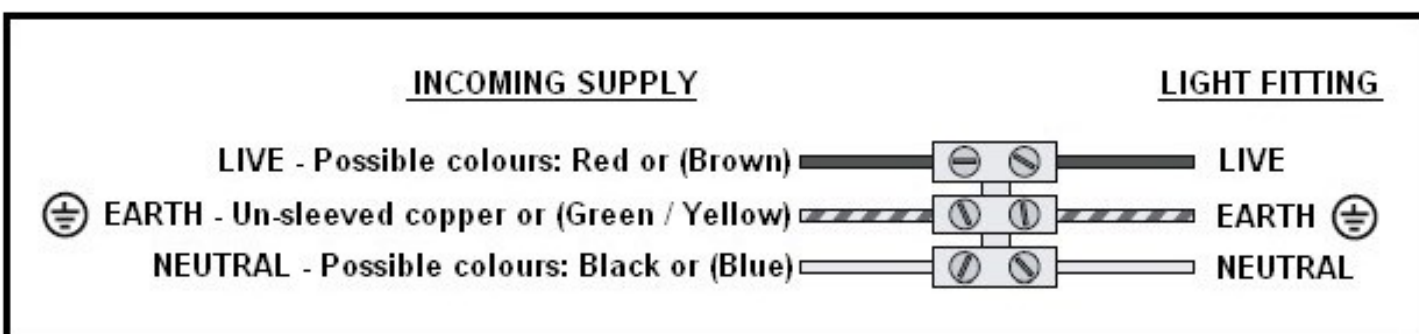 INCOMING SUPPLY LIGHT FITTING
LIVE - Possible colours: Red or (Brown) LIVE
EARTH - Un-sleeved copper or (Green / Yellow) EARTH
NEUTRAL - Possible colours: Black or (Blue) NEUTRAL